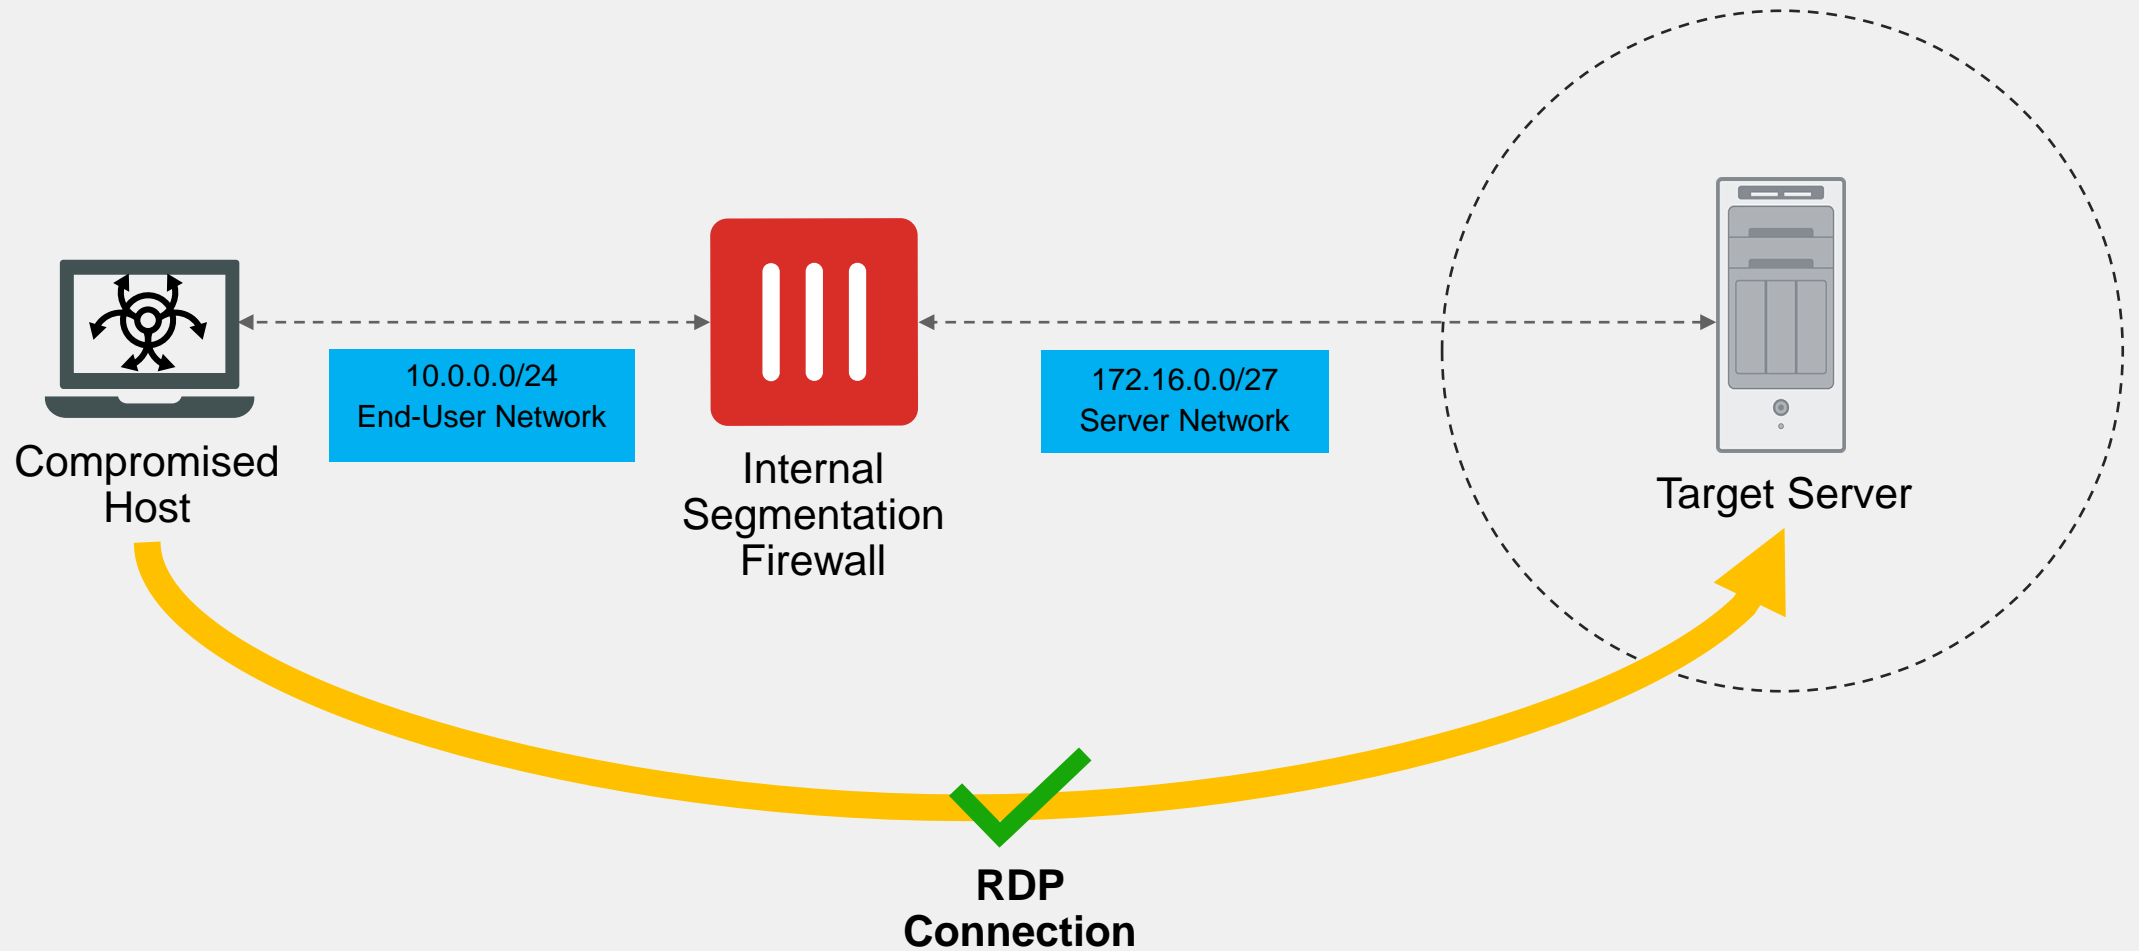 10.0.0.0/24
End-User Network
172.16.0.0/27
Server Network
Compromised
Host
Internal
Segmentation
Firewall
Target Server
RDP
Connection